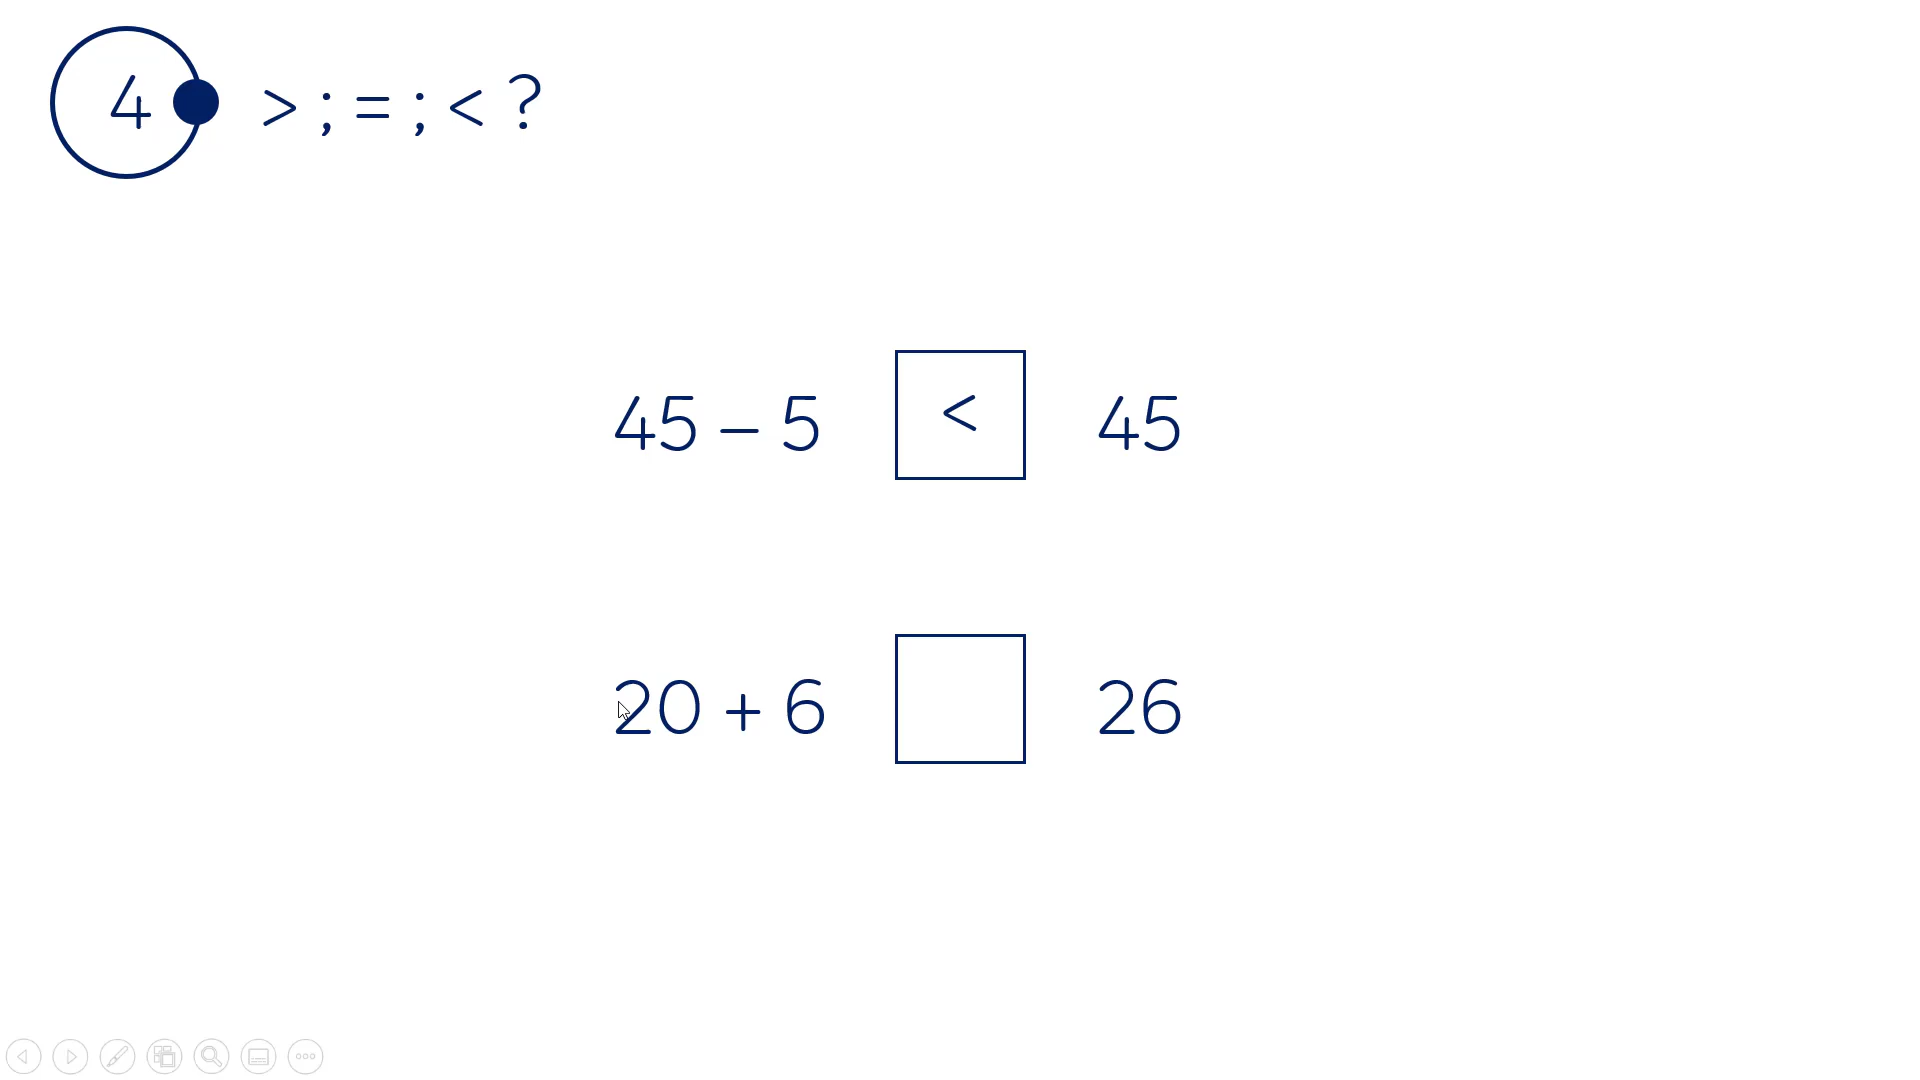 4 > ; = ; < ?
45 – 5 < 45
20 + 6 26